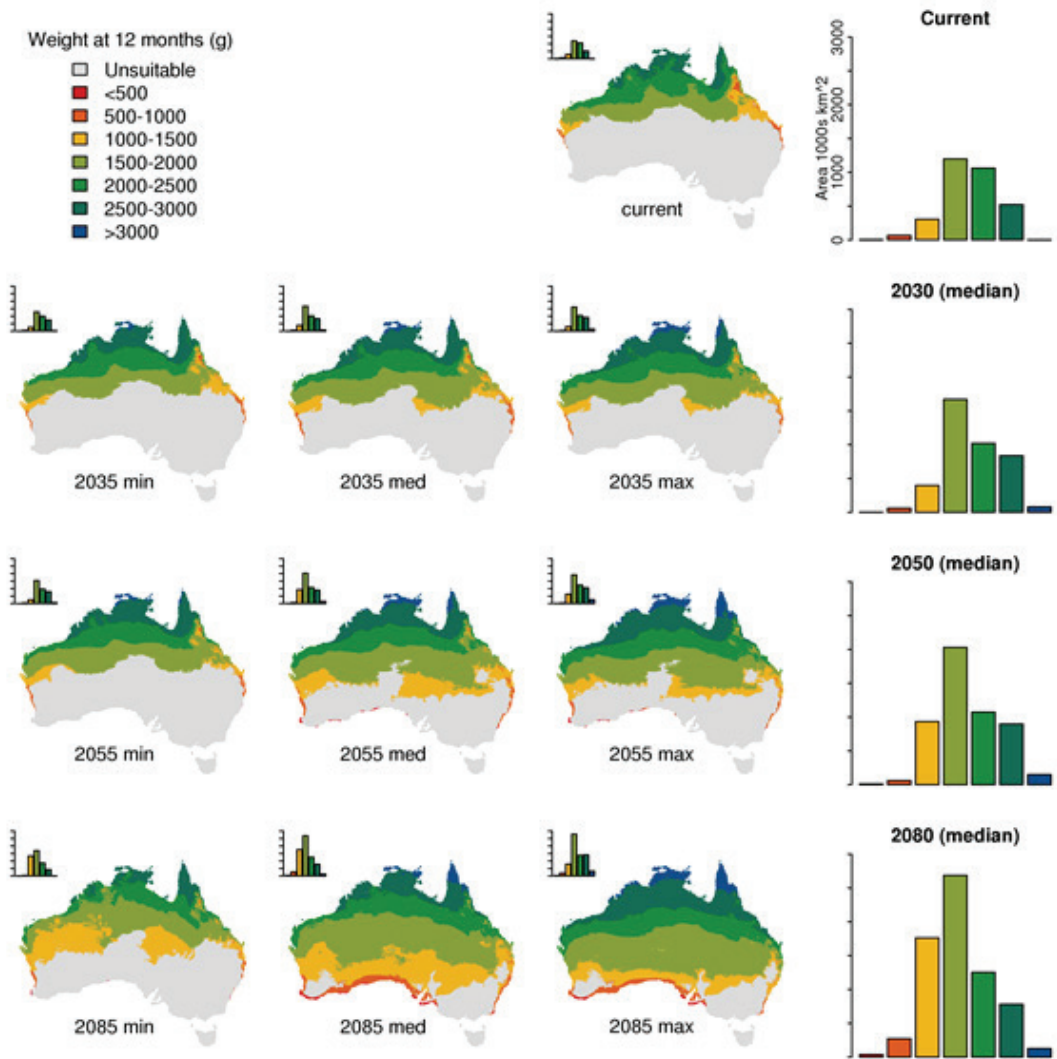 Weight at 12 months (g)
Unsuitable
<500
500-1000
1000-1500
1500-2000
2000-2500
2500-3000
>3000
current
Current
Area 1000s km^2
3000
2000
1000
0
2035 min
2035 med
2035 max
2030 (median)
2055 min
2055 med
2055 max
2050 (median)
2085 min
2085 med
2085 max
2080 (median)